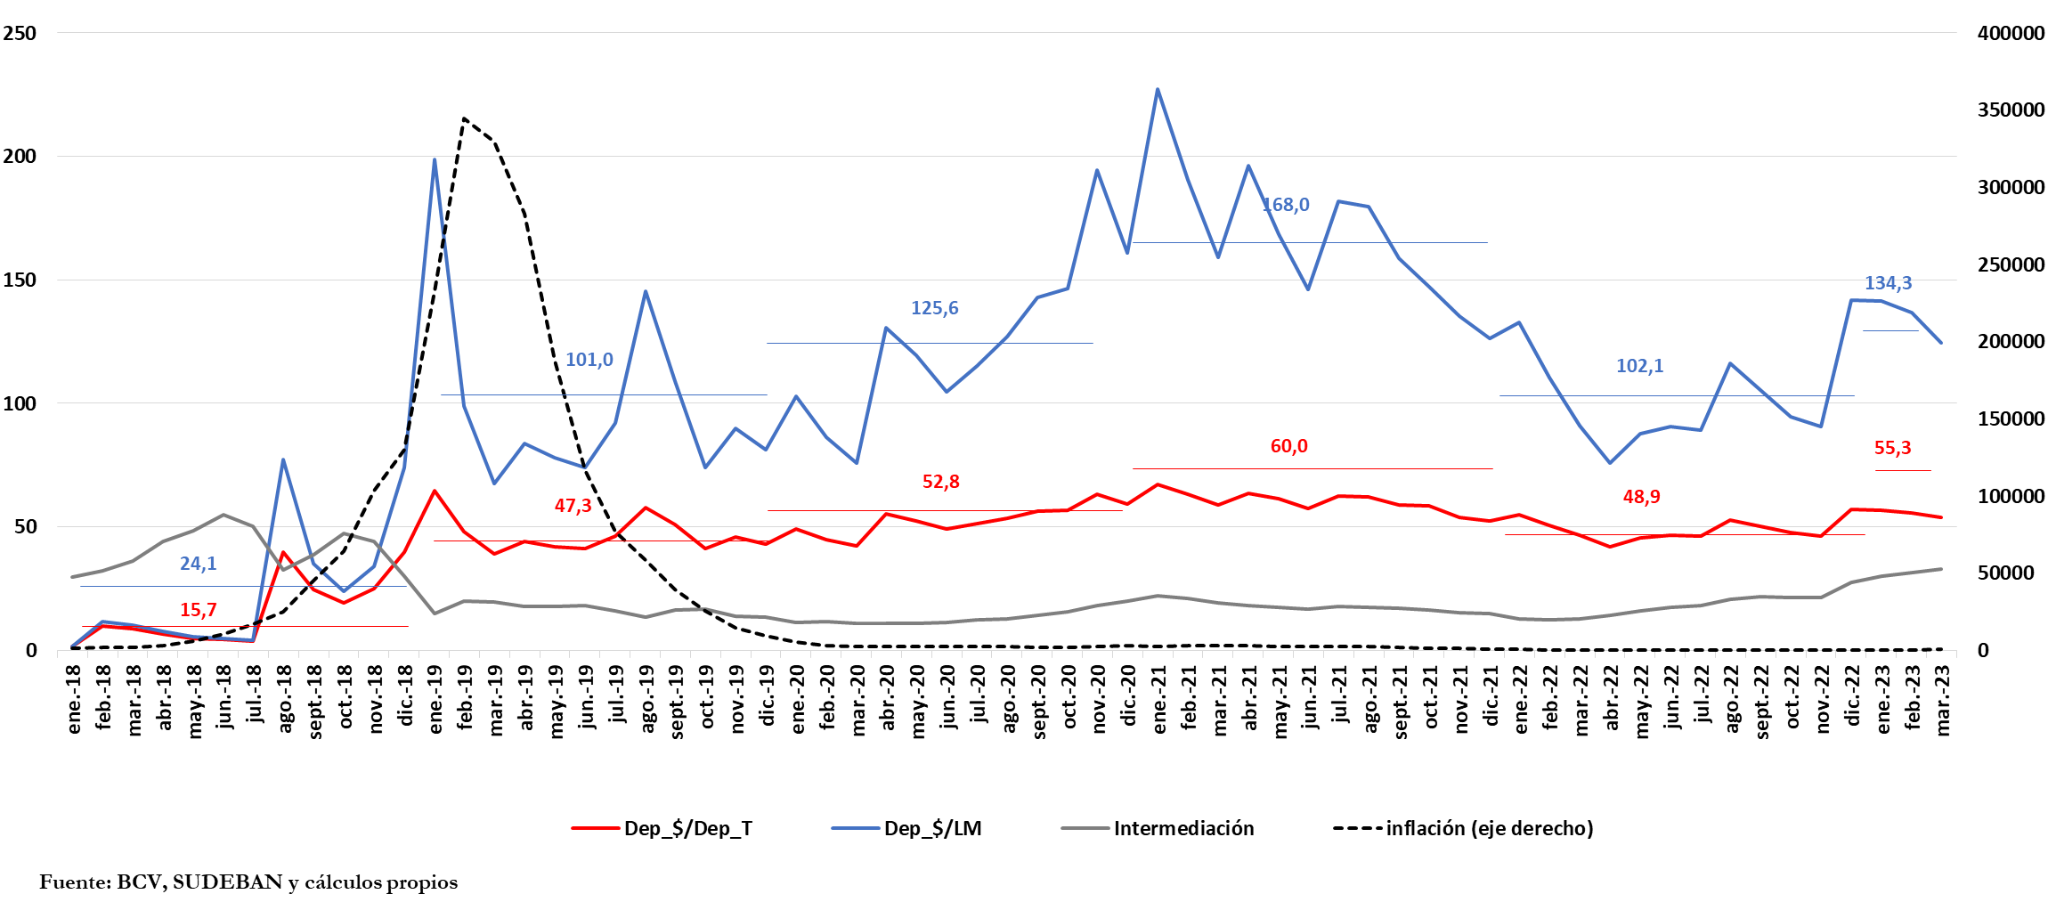 250
200
150
100
50
0
400000
350000
300000
250000
200000
150000
100000
50000
0
24,1
15,7
101,0
47,3
125,6
52,8
168,0
60,0
102,1
48,9
134,3
55,3
ene.-18
feb.-18
mar.-18
abr.-18
may.-18
jun.-18
jul.-18
ago.-18
sept.-18
oct.-18
nov.-18
dic.-18
ene.-19
feb.-19
mar.-19
abr.-19
may.-19
jun.-19
jul.-19
ago.-19
sept.-19
oct.-19
nov.-19
dic.-19
ene.-20
feb.-20
mar.-20
abr.-20
may.-20
jun.-20
jul.-20
ago.-20
sept.-20
oct.-20
nov.-20
dic.-20
ene.-21
feb.-21
mar.-21
abr.-21
may.-21
jun.-21
jul.-21
ago.-21
sept.-21
oct.-21
nov.-21
dic.-21
ene.-22
feb.-22
mar.-22
abr.-22
may.-22
jun.-22
jul.-22
ago.-22
sept.-22
oct.-22
nov.-22
dic.-22
ene.-23
feb.-23
mar.-23
Dep_$/Dep_T
Dep_$/LM
Intermediación
inflación (eje derecho)
Fuente: BCV, SUDEBAN y cálculos propios